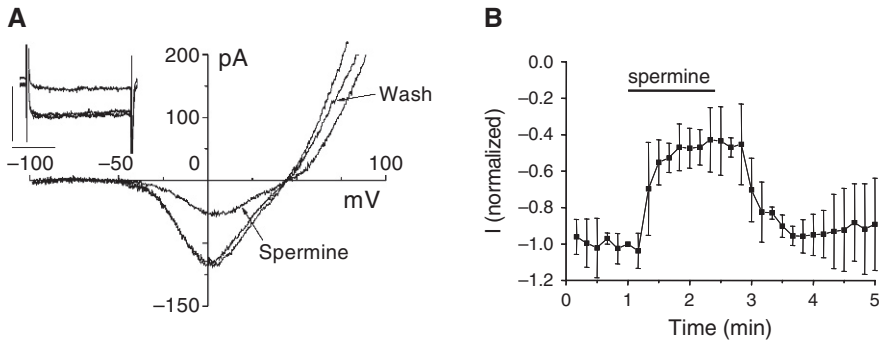 A
200
pA
100
Wash
−100
−50
0
100
mV
Spermine
−150
B
0.0
spermine
−0.2
−0.4
−0.6
−0.8
−1.0
−1.2
I (normalized)
0
1
2
3
4
5
Time (min)